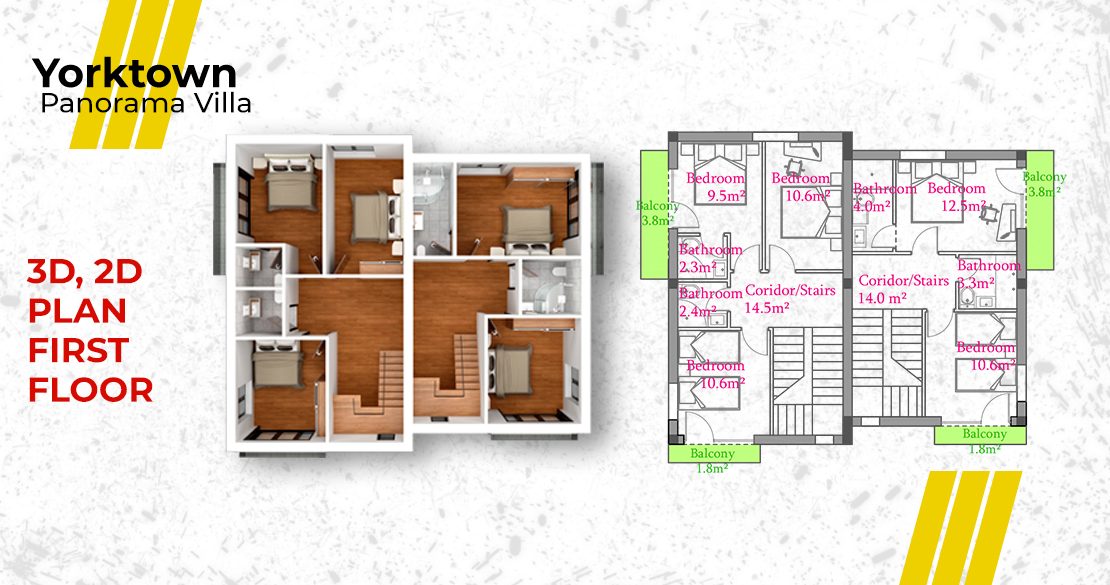 Yorktown
Panorama Villa
3D, 2D
PLAN
FIRST
FLOOR
Bedroom
9.5m²
Bedroom
10.6m²
Bathroom
4.0m²
Bedroom
12.5m²
Balcony
3.8m²
Balcony
3.8m²
Bathroom
2.3m²
Bathroom
2.4m²
Coridor/Stairs
14.5m²
Coridor/Stairs
14.0 m²
Bathroom
3.3m²
Bedroom
10.6m²
Bedroom
10.6m²
Balcony
1.8m²
Balcony
1.8m²